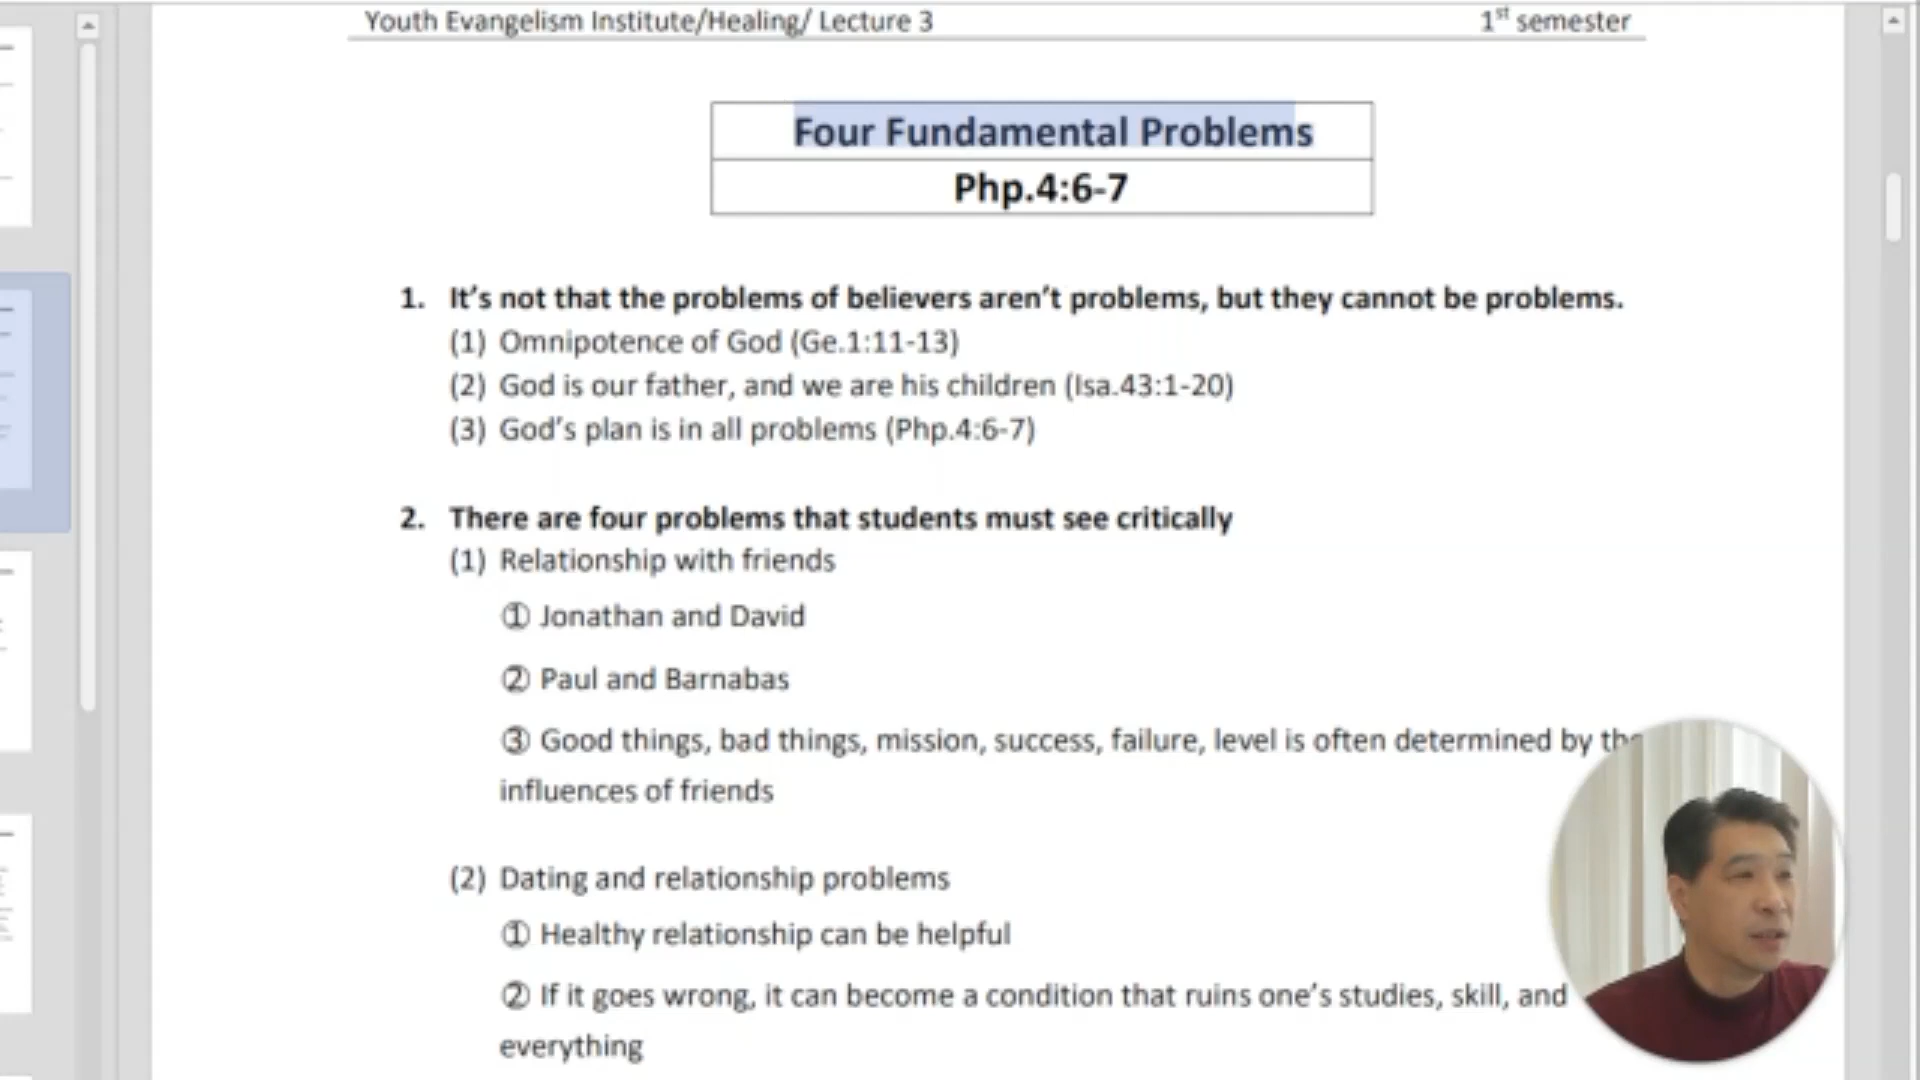 Youth Evangelism Institute/Healing/ Lecture 3 1st semester
Four Fundamental Problems
Php.4:6-7
1. It's not that the problems of believers aren't problems, but they cannot be problems.
(1) Omnipotence of God (Ge.1:11-13)
(2) God is our father, and we are his children (Isa.43:1-20)
(3) God's plan is in all problems (Php.4:6-7)
2. There are four problems that students must see critically
(1) Relationship with friends
① Jonathan and David
② Paul and Barnabas
③ Good things, bad things, mission, success, failure, level is often determined by the
influences of friends
(2) Dating and relationship problems
① Healthy relationship can be helpful
② If it goes wrong, it can become a condition that ruins one's studies, skill, and
everything